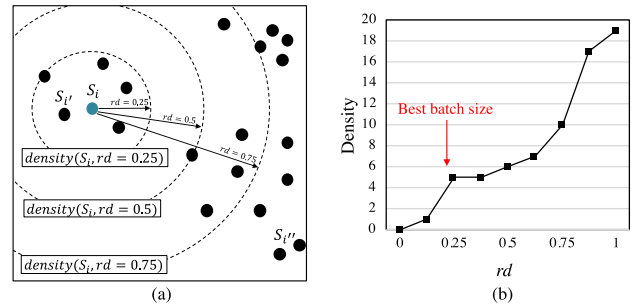 S_i'
S_i
rd = 0.25
rd = 0.5
rd = 0.75
density(S_i, rd = 0.25)
density(S_i, rd = 0.5)
density(S_i, rd = 0.75)
S_i''
(a)
20
18
16
14
12
10
8
6
4
2
0
Density
Best batch size
0
0.25
0.5
0.75
1
rd
(b)